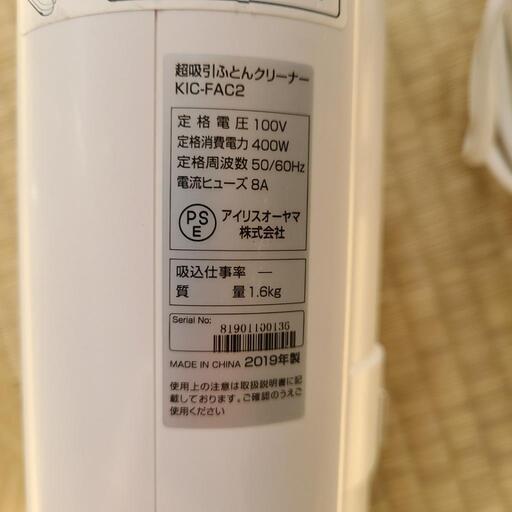 超吸引ふとんクリーナー
KIC-FAC2
定格電圧 100V
定格消費電力 400W
定格周波数 50/60Hz
電流ヒューズ 8A
PS
E
アイリスオーヤマ
株式会社
吸込仕事率 —
質 量 1.6kg
Serial No:
81901100136
MADE IN CHINA 2019年製
使用上の注意は取扱説明書に記
載しております。ご確認のうえご
使用ください